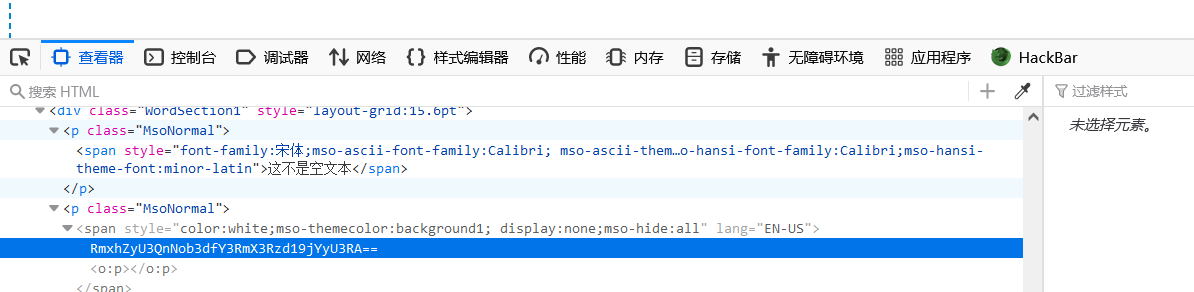 查看器 控制台 调试器 网络 样式编辑器 性能 内存 存储 无障碍环境 应用程序 HackBar
搜索 HTML
过滤样式
<div class="WordSection1" style="layout-grid:15.6pt">
未选择元素。
<p class="MsoNormal">
<span style="font-family:宋体;mso-ascii-font-family:Calibri; mso-ascii-them…o-hansi-font-family:Calibri;mso-hansi-
theme-font:minor-latin">这不是空文本</span>
</p>
<p class="MsoNormal">
<span style="color:white;mso-themecolor:background1; display:none;mso-hide:all" lang="EN-US">
RmxhZyU3QnNob3dfY3RmX3Rzd19jYyU3RA==
<o:p></o:p>
</span>